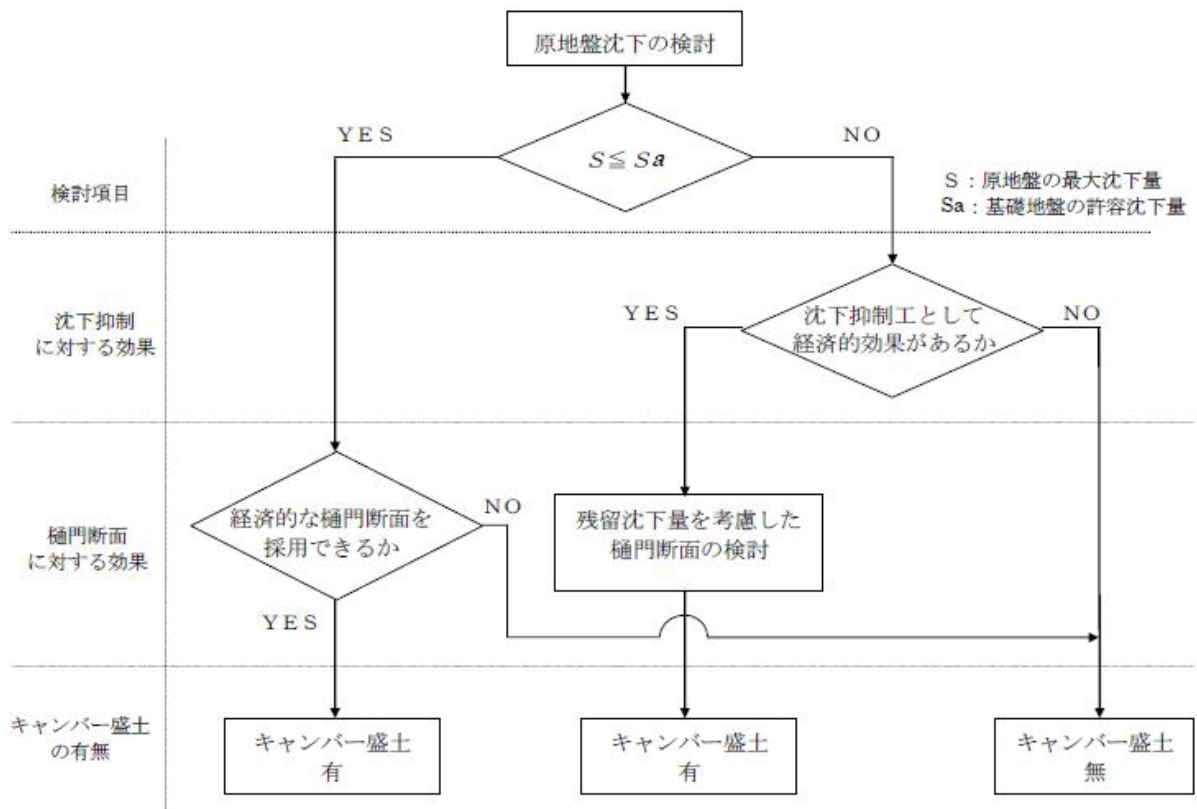 原地盤沈下の検討
YES
NO
S≦Sa
検討項目
S：原地盤の最大沈下量
Sa：基礎地盤の許容沈下量
沈下抑制
に対する効果
YES
沈下抑制工として
経済的効果があるか
NO
樋門断面
に対する効果
経済的な樋門断面を
採用できるか
NO
残留沈下量を考慮した
樋門断面の検討
YES
キャンバー盛土
の有無
キャンバー盛土
有
キャンバー盛土
有
キャンバー盛土
無